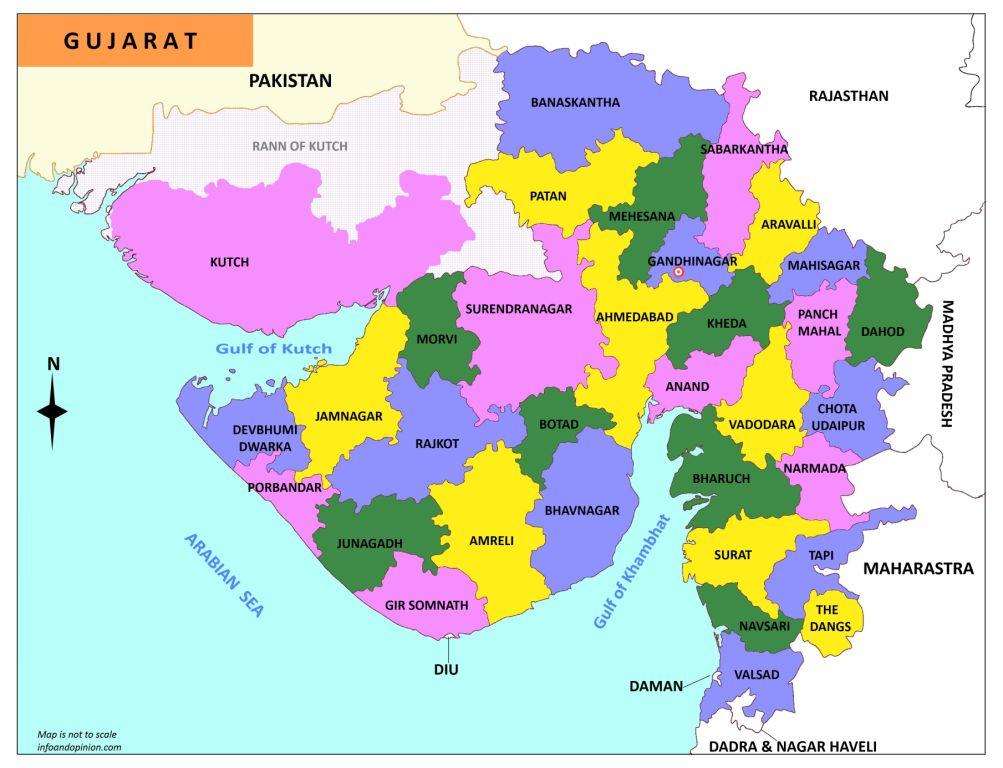 GUJARAT
PAKISTAN
RAJASTHAN
BANASKANTHA
RANN OF KUTCH
SABARKANTHA
PATAN
MEHESANA
ARAVALLI
KUTCH
GANDHINAGAR
MAHISAGAR
SURENDRANAGAR
AHMEDABAD
KHEDA
PANCH
MAHAL
DAHOD
MADHYA PRADESH
MORVI
Gulf of Kutch
N
ANAND
JAMNAGAR
DEVBHUMI
DWARKA
RAJKOT
BOTAD
VADODARA
CHOTA
UDAIPUR
PORBANDAR
BHARUCH
NARMADA
BHAVNAGAR
JUNAGADH
AMRELI
ARABIAN SEA
Gulf of Khambhat
SURAT
TAPI
MAHARASTRA
GIR SOMNATH
THE
DANGS
NAVSARI
DIU
DAMAN
VALSAD
Map is not to scale
infoandopinion.com
DADRA & NAGAR HAVELI